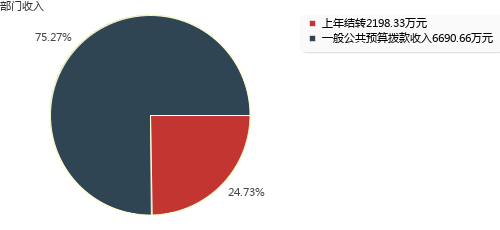 部门收入
75.27%
24.73%
上年结转2198.33万元
一般公共预算拨款收入6690.66万元